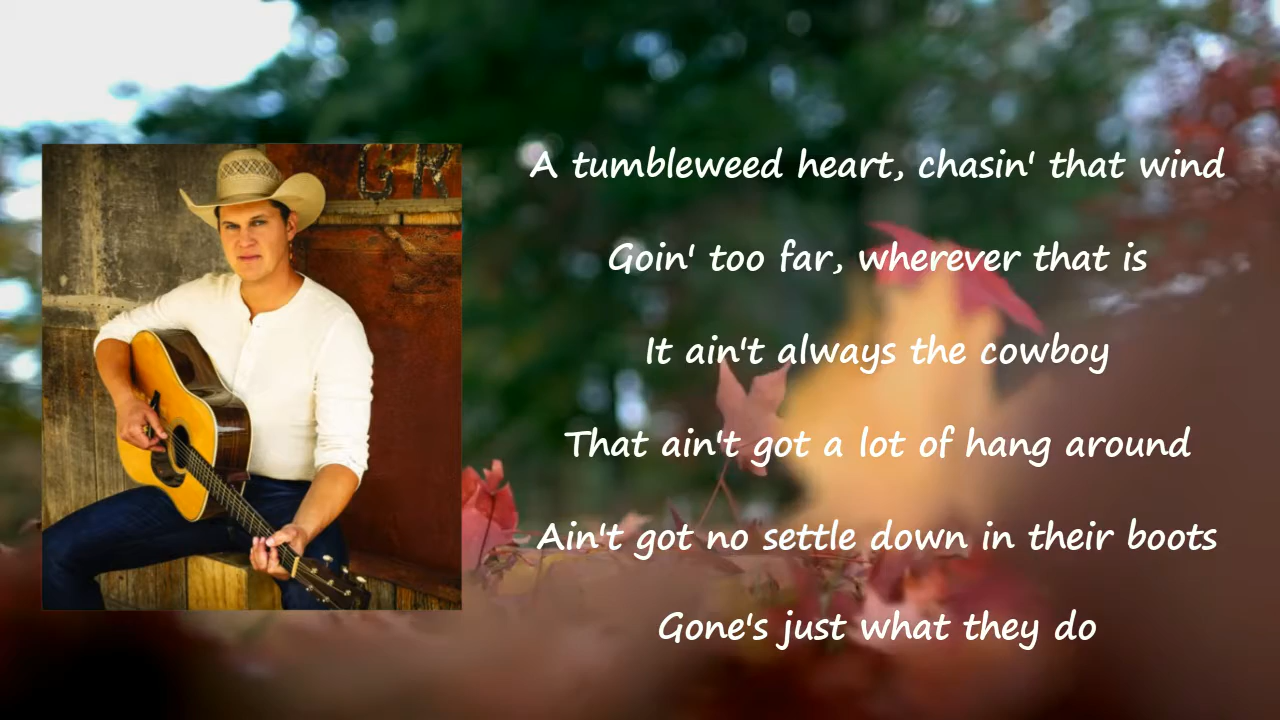 GR
A tumbleweed heart, chasin' that wind
Goin' too far, wherever that is
It ain't always the cowboy
That ain't got a lot of hang around
Ain't got no settle down in their boots
Gone's just what they do